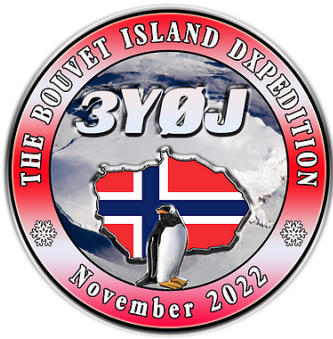 THE BOUVET ISLAND DXPEDITION
3YØJ
November 2022